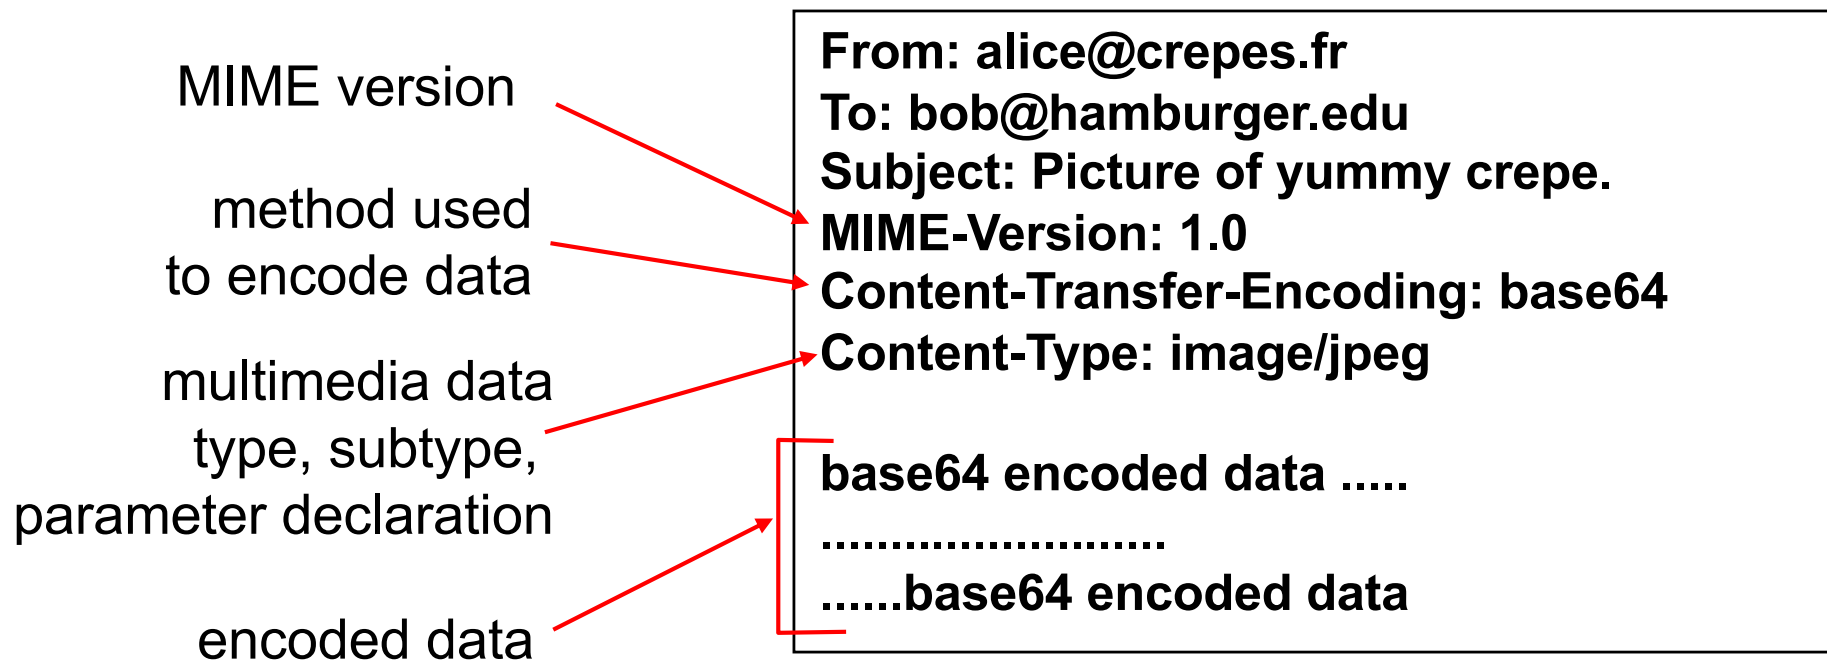 MIME version
method used
to encode data
multimedia data
type, subtype,
parameter declaration
encoded data
From: alice@crepes.fr
To: bob@hamburger.edu
Subject: Picture of yummy crepe.
MIME-Version: 1.0
Content-Transfer-Encoding: base64
Content-Type: image/jpeg
base64 encoded data .....
.........................
......base64 encoded data